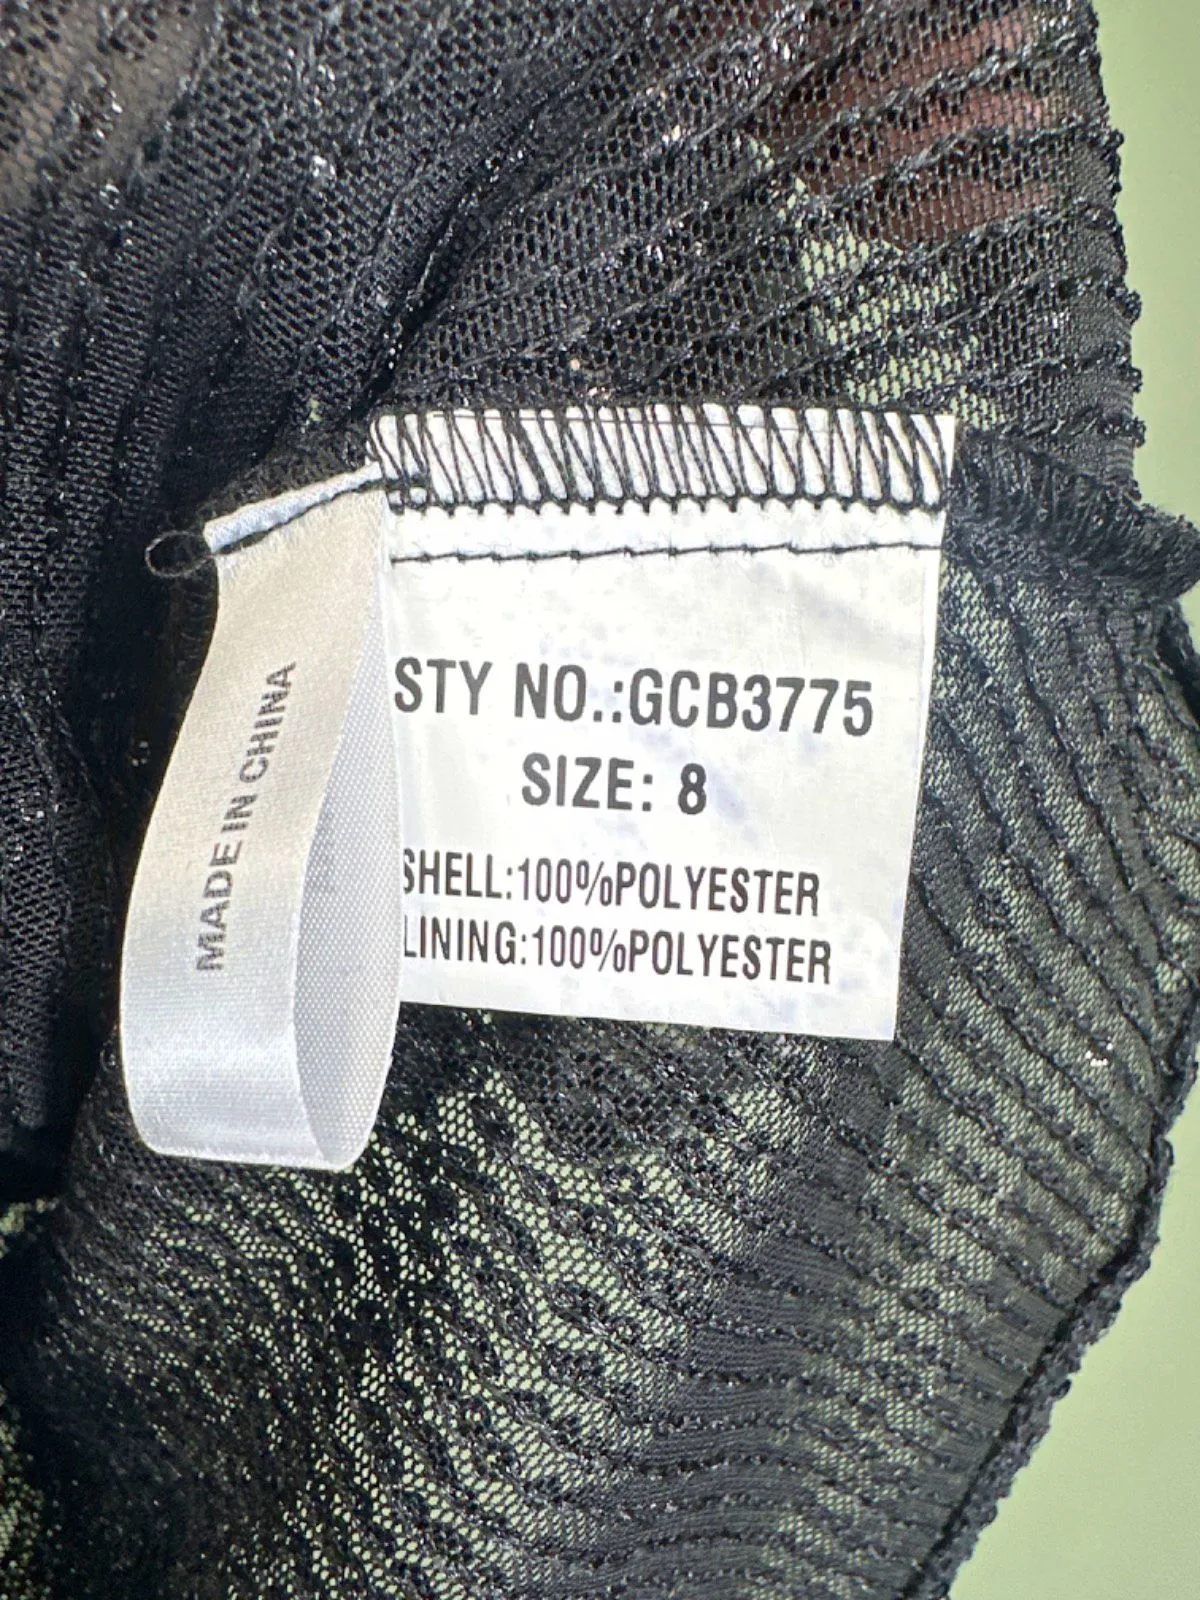 MADE IN CHINA
STY NO.:GCB3775
SIZE: 8
SHELL:100%POLYESTER
LINING:100%POLYESTER